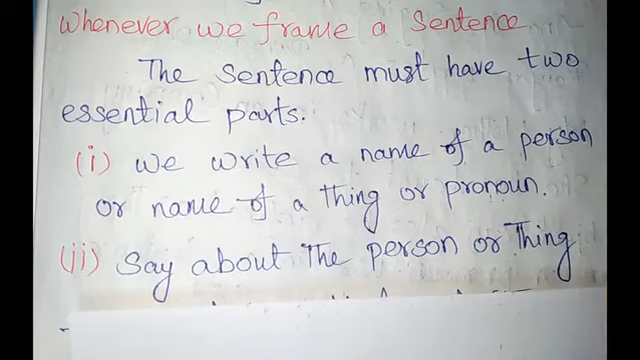 Whenever we frame a Sentence
The Sentence must have two
essential parts.
(i) We write a name of a person
or name of a Thing or pronoun.
(ii) Say about The person or Thing